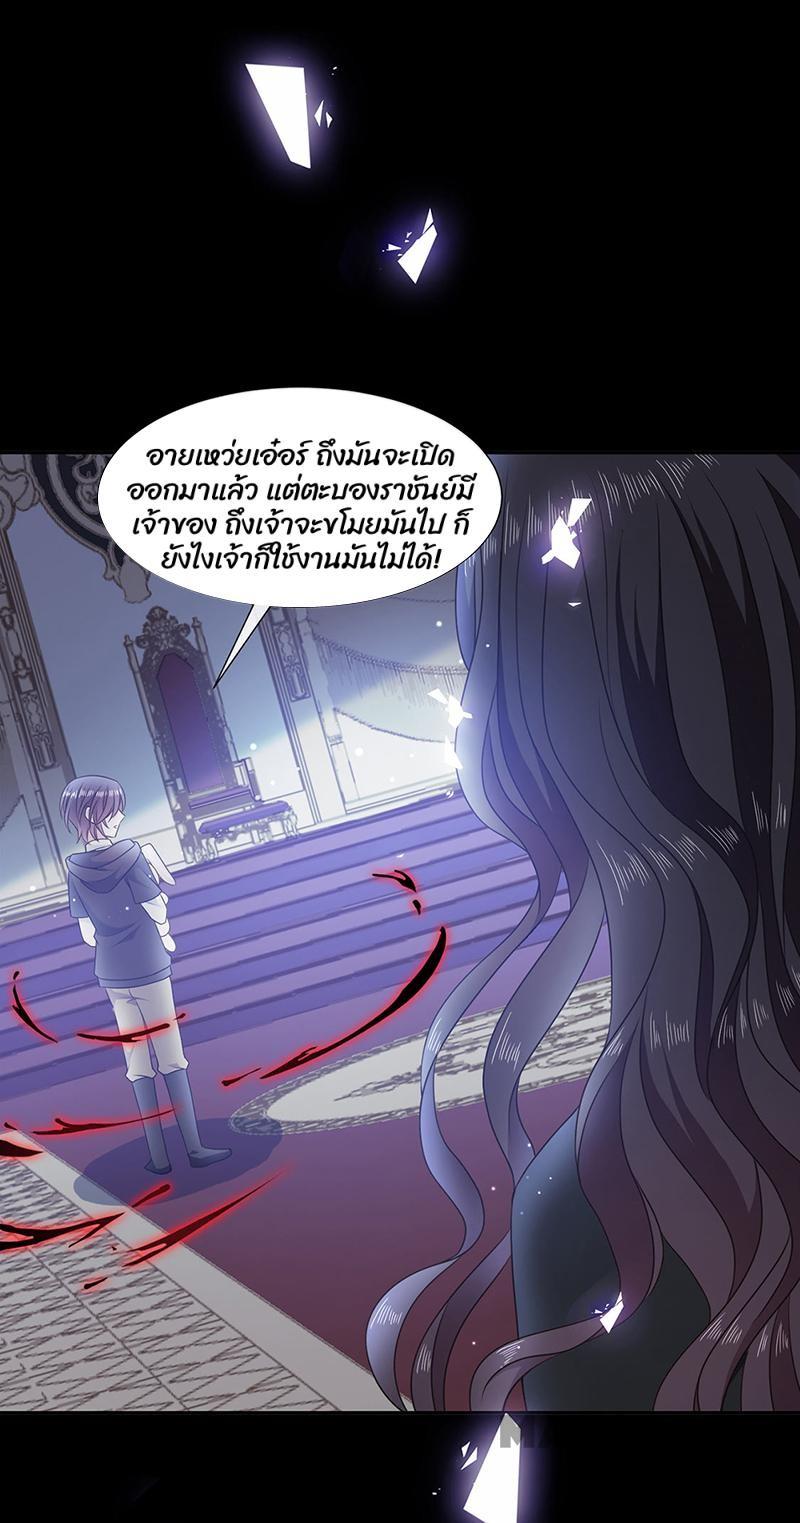 อายเหว่ยเอ๋อร์ ถึงมันจะเปิด
ออกมาแล้ว แต่ตะบองราชันย์มี
เจ้าของ ถึงเจ้าจะขโมยมันไป ก็
ยังไงเจ้าก็ใช้งานมันไม่ได้!